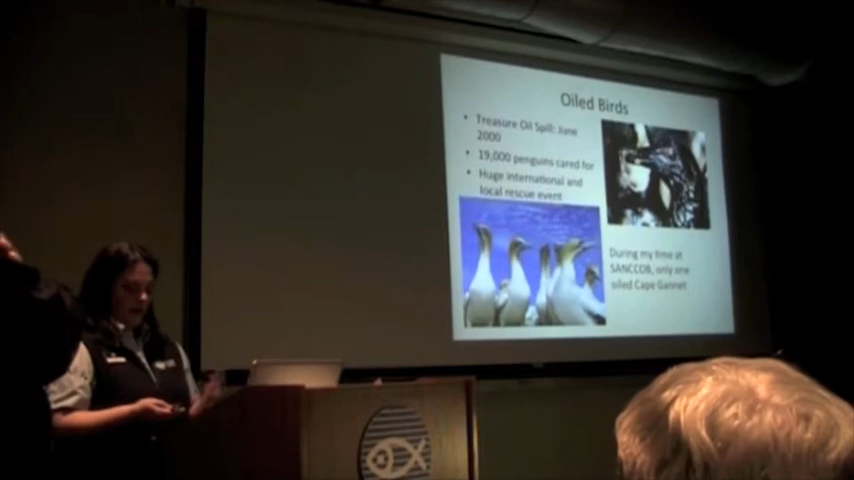 Oiled Birds
• Treasure Oil Spill: June
2000
• 19,000 penguins cared for
• Huge international and
local rescue event
During my time at
SANCCOB, only one
oiled Cape Gannet